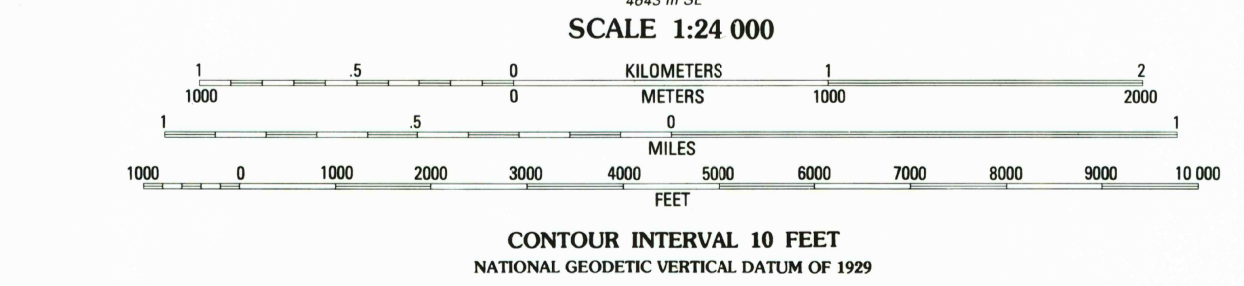 SCALE 1:24 000
1 .5 0 KILOMETERS 1 2
1000 0 METERS 1000 2000
1 .5 0 1
MILES
1000 0 1000 2000 3000 4000 5000 6000 7000 8000 9000 10 000
FEET
CONTOUR INTERVAL 10 FEET
NATIONAL GEODETIC VERTICAL DATUM OF 1929